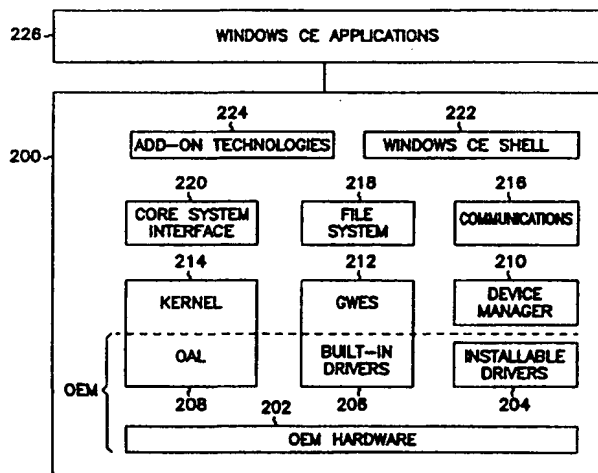 226
WINDOWS CE APPLICATIONS
200
224
222
ADD-ON TECHNOLOGIES
WINDOWS CE SHELL
220
218
216
CORE SYSTEM
INTERFACE
FILE
SYSTEM
COMMUNICATIONS
214
212
210
KERNEL
GWES
DEVICE
MANAGER
OEM
OAL
BUILT-IN
DRIVERS
INSTALLABLE
DRIVERS
208
202
206
204
OEM HARDWARE